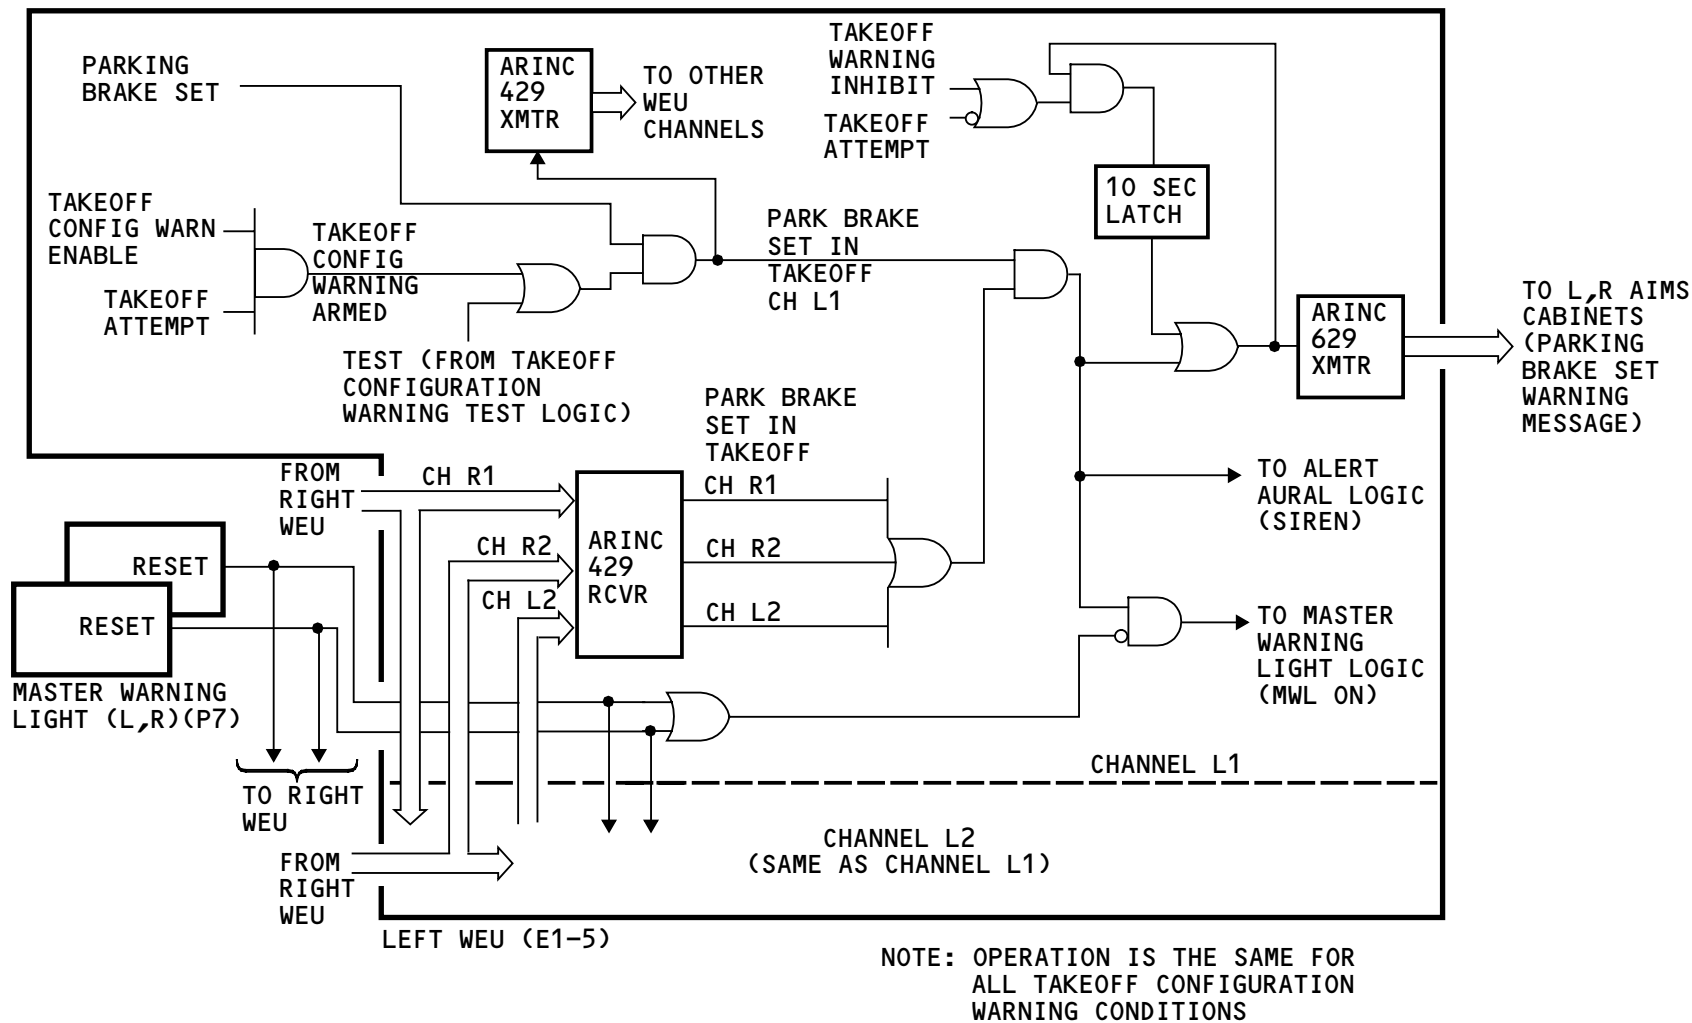 PARKING
BRAKE SET
ARINC
429
XMTR
TO OTHER
WEU
CHANNELS
TAKEOFF
WARNING
INHIBIT
TAKEOFF
ATTEMPT
10 SEC
LATCH
TAKEOFF
CONFIG WARN
ENABLE
TAKEOFF
ATTEMPT
TAKEOFF
CONFIG
WARNING
ARMED
TEST (FROM TAKEOFF
CONFIGURATION
WARNING TEST LOGIC)
PARK BRAKE
SET IN
TAKEOFF
CH L1
ARINC
629
XMTR
TO L,R AIMS
CABINETS
(PARKING
BRAKE SET
WARNING
MESSAGE)
PARK BRAKE
SET IN
TAKEOFF
CH R1
CH R2
CH L2
FROM
RIGHT
WEU
CH R1
CH R2
CH L2
ARINC
429
RCVR
TO ALERT
AURAL LOGIC
(SIREN)
RESET
RESET
MASTER WARNING
LIGHT (L,R)(P7)
TO RIGHT
WEU
TO MASTER
WARNING
LIGHT LOGIC
(MWL ON)
CHANNEL L1
CHANNEL L2
(SAME AS CHANNEL L1)
FROM
RIGHT
WEU
LEFT WEU (E1-5)
NOTE: OPERATION IS THE SAME FOR
ALL TAKEOFF CONFIGURATION
WARNING CONDITIONS